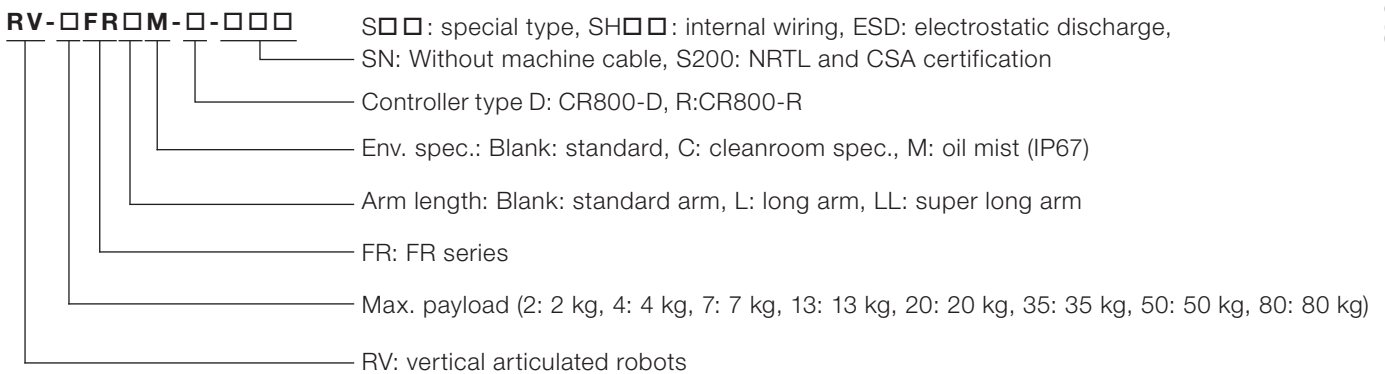 RV-□FR□M-□-□□□
S□□: special type, SH□□: internal wiring, ESD: electrostatic discharge,
SN: Without machine cable, S200: NRTL and CSA certification
Controller type D: CR800-D, R:CR800-R
Env. spec.: Blank: standard, C: cleanroom spec., M: oil mist (IP67)
Arm length: Blank: standard arm, L: long arm, LL: super long arm
FR: FR series
Max. payload (2: 2 kg, 4: 4 kg, 7: 7 kg, 13: 13 kg, 20: 20 kg, 35: 35 kg, 50: 50 kg, 80: 80 kg)
RV: vertical articulated robots